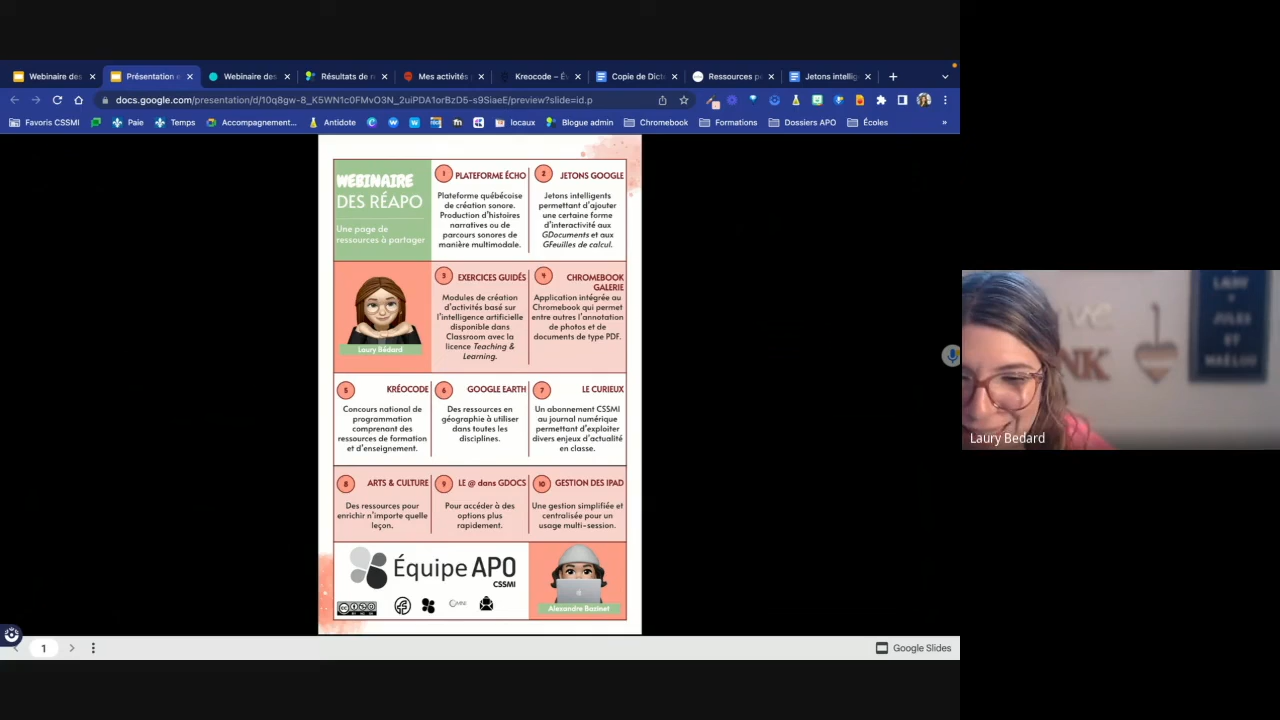 Webinaire des
Présentation e
Webinaire des
Résultats de r
Mes activités
Kreocode – É
Copie de Dict
Ressources p
Jetons intellig
docs.google.com/presentation/d/10q8gw-8_K5WN1c0FMvO3N_2uiPDA1orBzD5-s9SiaeE/preview?slide=id.p
Favoris CSSMI
Paie
Temps
Accompagnement...
Antidote
locaux
Blogue admin
Chromebook
Formations
Dossiers APO
Écoles
»
WEBINAIRE
DES RÉAPO
Une page de
ressources à partager
1 PLATEFORME ÉCHO
Plateforme québécoise
de création sonore.
Production d'histoires
narratives ou de
parcours sonores de
manière multimodale.
2 JETONS GOOGLE
Jetons intelligents
permettant d'ajouter
une certaine forme
d'interactivité aux
GDocuments et aux
GFeuilles de calcul.
Laury Bédard
3 EXERCICES GUIDÉS
Modules de création
d'activités basé sur
l'intelligence artificielle
disponible dans
Classroom avec la
licence Teaching &
Learning.
4 CHROMEBOOK
GALERIE
Application intégrée au
Chromebook qui permet
entre autres l'annotation
de photos et de
documents de type PDF.
5 KRÉOCODE
Concours national de
programmation
comprenant des
ressources de formation
et d'enseignement.
6 GOOGLE EARTH
Des ressources en
géographie à utiliser
dans toutes les
disciplines.
7 LE CURIEUX
Un abonnement CSSMI
au journal numérique
permettant d'exploiter
divers enjeux d'actualité
en classe.
8 ARTS & CULTURE
Des ressources pour
enrichir n'importe quelle
leçon.
9 LE @ dans GDOCS
Pour accéder à des
options plus
rapidement.
10 GESTION DES IPAD
Une gestion simplifiée et
centralisée pour un
usage multi-session.
Équipe APO
CSSMI
Alexandre Bazinet
1
Google Slides
LAURY
+
JULES
ET
MAËLOU
Laury Bedard